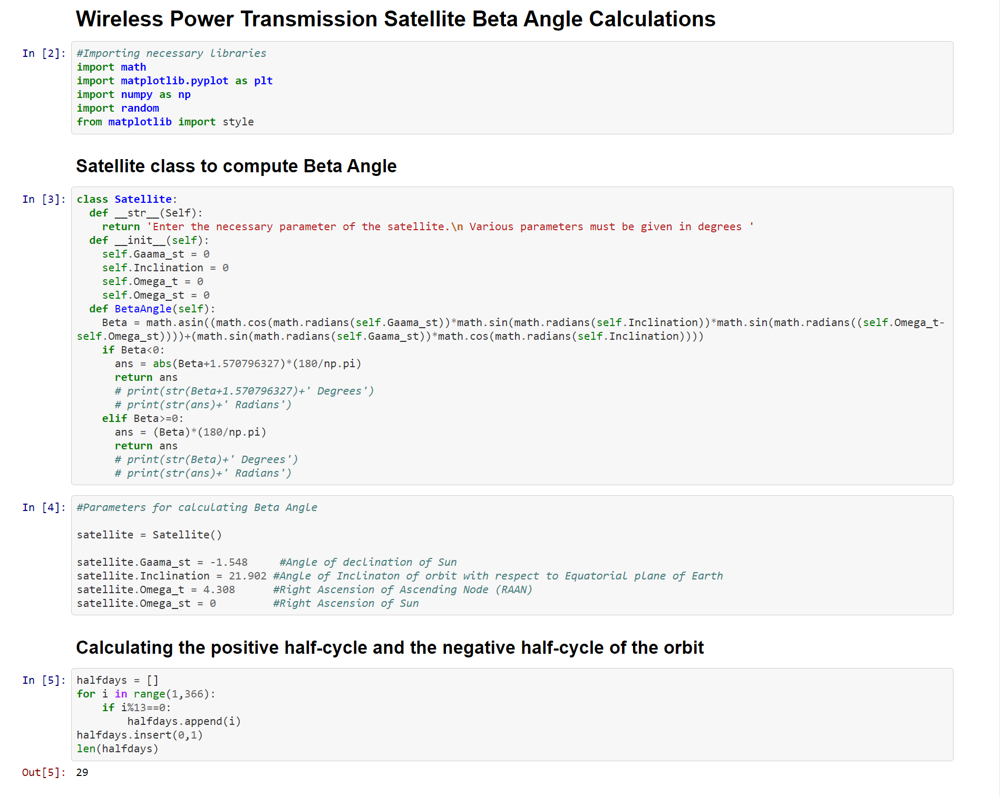 Wireless Power Transmission Satellite Beta Angle Calculations
In [2]:
#Importing necessary libraries
import math
import matplotlib.pyplot as plt
import numpy as np
import random
from matplotlib import style
Satellite class to compute Beta Angle
In [3]:
class Satellite:
  def __str__(Self):
    return 'Enter the necessary parameter of the satellite.\n Various parameters must be given in degrees '
  def __init__(self):
    self.Gaama_st = 0
    self.Inclination = 0
    self.Omega_t = 0
    self.Omega_st = 0
  def BetaAngle(self):
    Beta = math.asin((math.cos(math.radians(self.Gaama_st))*math.sin(math.radians(self.Inclination))*math.sin(math.radians((self.Omega_t-
self.Omega_st))))+(math.sin(math.radians(self.Gaama_st))*math.cos(math.radians(self.Inclination))))
    if Beta<0:
      ans = abs(Beta+1.570796327)*(180/np.pi)
      return ans
      # print(str(Beta+1.570796327)+' Degrees')
      # print(str(ans)+' Radians')
    elif Beta>=0:
      ans = (Beta)*(180/np.pi)
      return ans
      # print(str(Beta)+' Degrees')
      # print(str(ans)+' Radians')
In [4]:
#Parameters for calculating Beta Angle
satellite = Satellite()
satellite.Gaama_st = -1.548     #Angle of declination of Sun
satellite.Inclination = 21.902 #Angle of Inclinaton of orbit with respect to Equatorial plane of Earth
satellite.Omega_t = 4.308      #Right Ascension of Ascending Node (RAAN)
satellite.Omega_st = 0         #Right Ascension of Sun
Calculating the positive half-cycle and the negative half-cycle of the orbit
In [5]:
halfdays = []
for i in range(1,366):
    if i%13==0:
        halfdays.append(i)
halfdays.insert(0,1)
len(halfdays)
Out[5]: 29